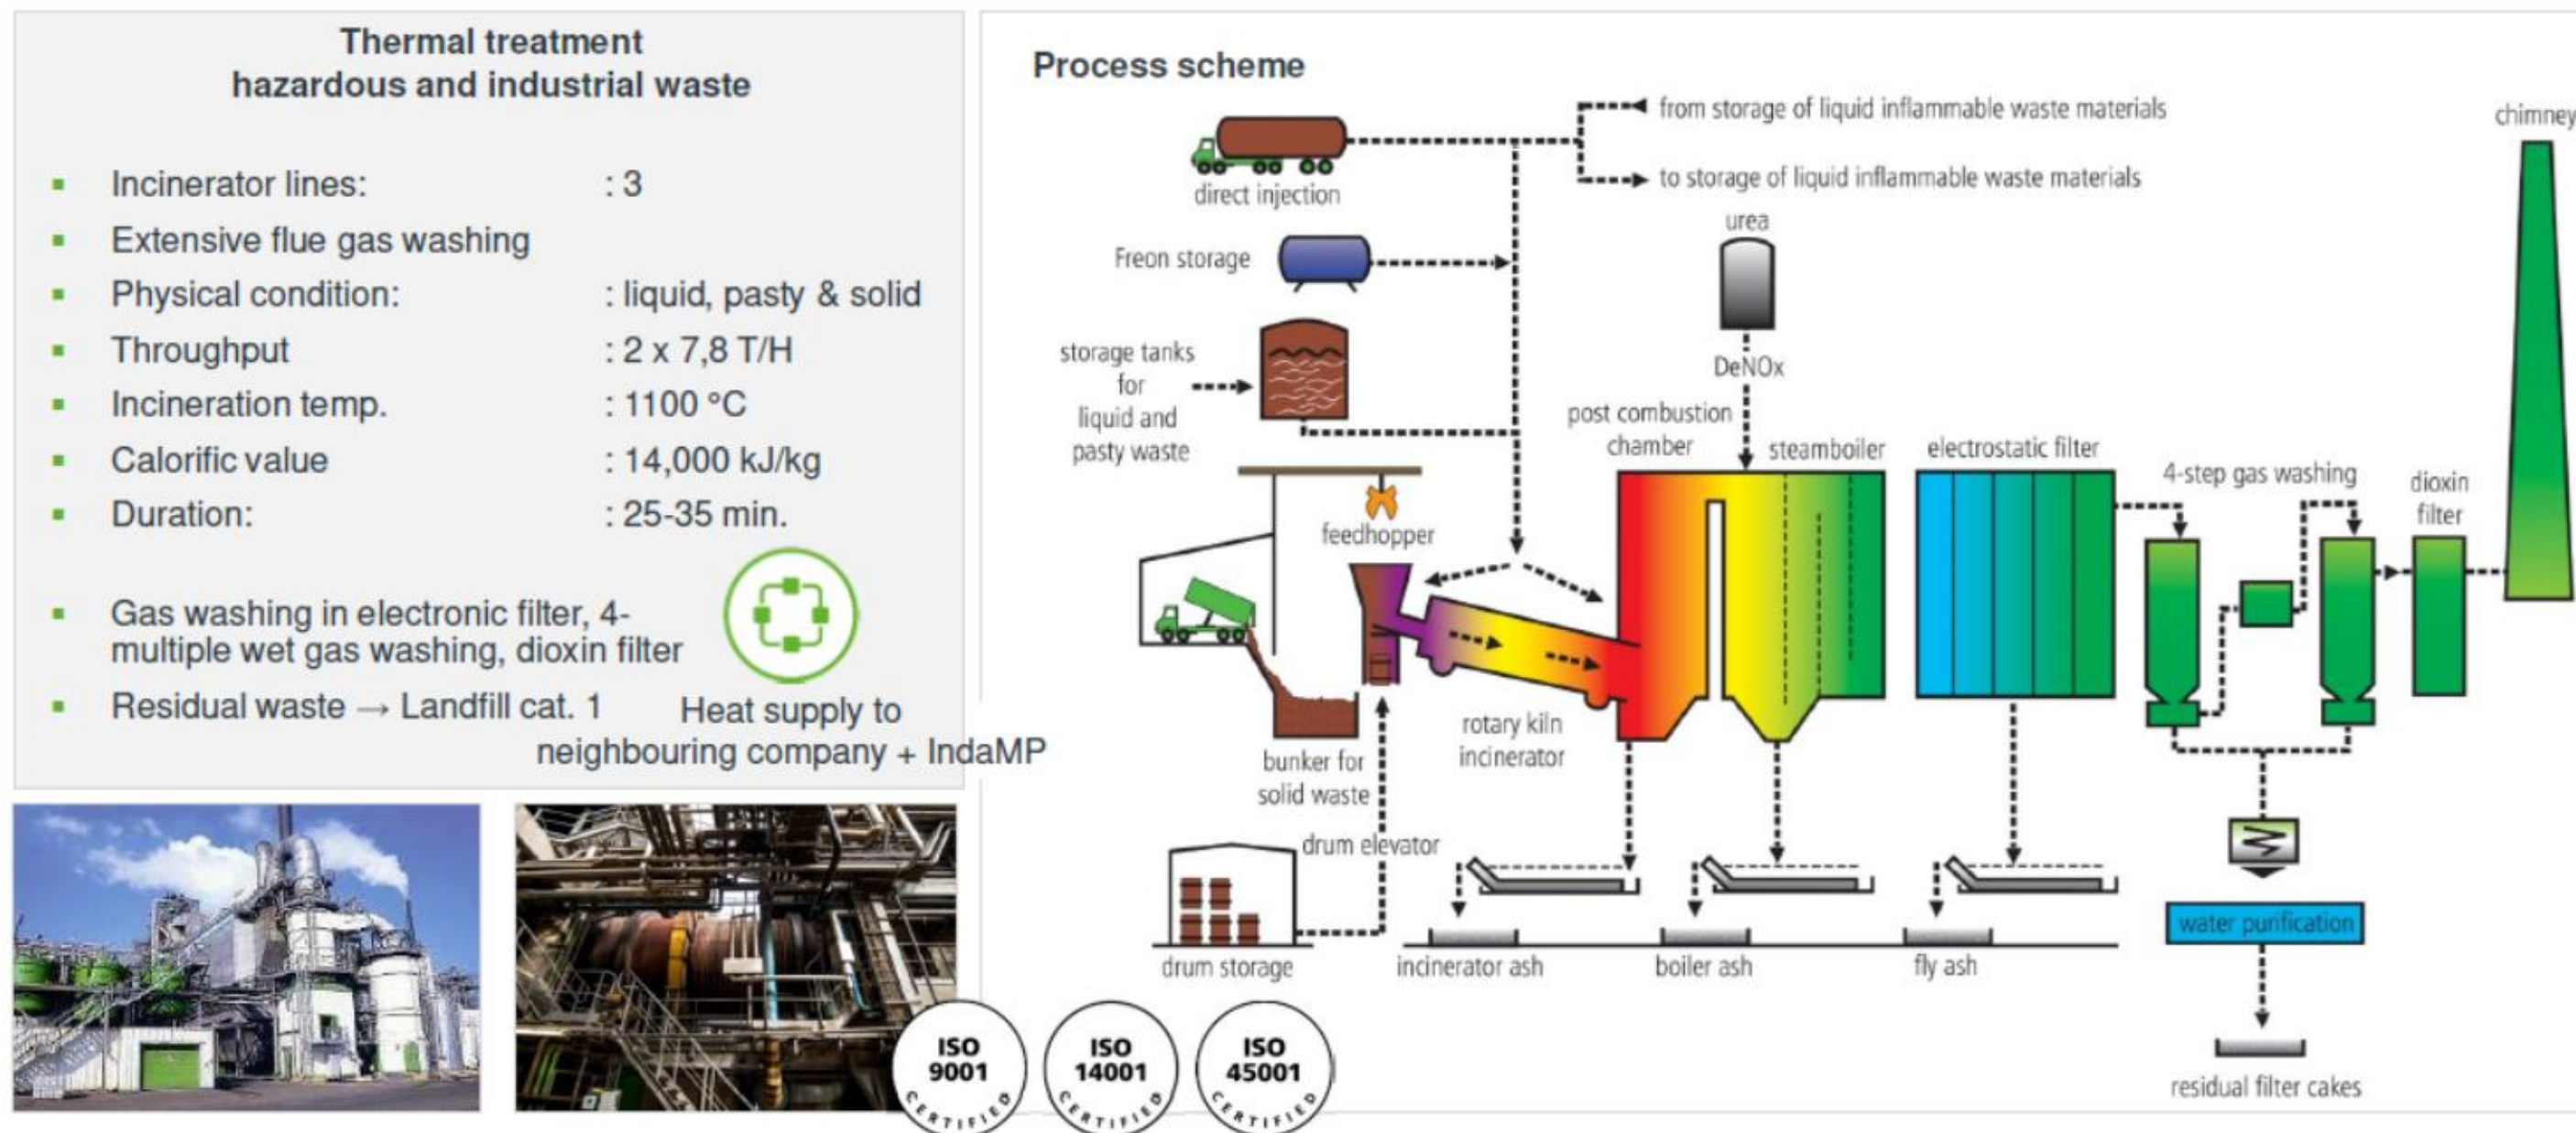 Thermal treatment
hazardous and industrial waste
Incinerator lines: : 3
Extensive flue gas washing
Physical condition: : liquid, pasty & solid
Throughput : 2 x 7,8 T/H
Incineration temp. : 1100 °C
Calorific value : 14,000 kJ/kg
Duration: : 25-35 min.
Gas washing in electronic filter, 4-
multiple wet gas washing, dioxin filter
Residual waste → Landfill cat. 1
Heat supply to
neighbouring company + IndaMP
Process scheme
from storage of liquid inflammable waste materials
to storage of liquid inflammable waste materials
chimney
direct injection
urea
Freon storage
DeNOx
storage tanks
for
liquid and
pasty waste
post combustion
chamber
steamboiler
electrostatic filter
4-step gas washing
dioxin
filter
feedhopper
rotary kiln
incinerator
bunker for
solid waste
drum elevator
drum storage
incinerator ash
boiler ash
fly ash
water purification
residual filter cakes
ISO
9001
CERTIFIED
ISO
14001
CERTIFIED
ISO
45001
CERTIFIED